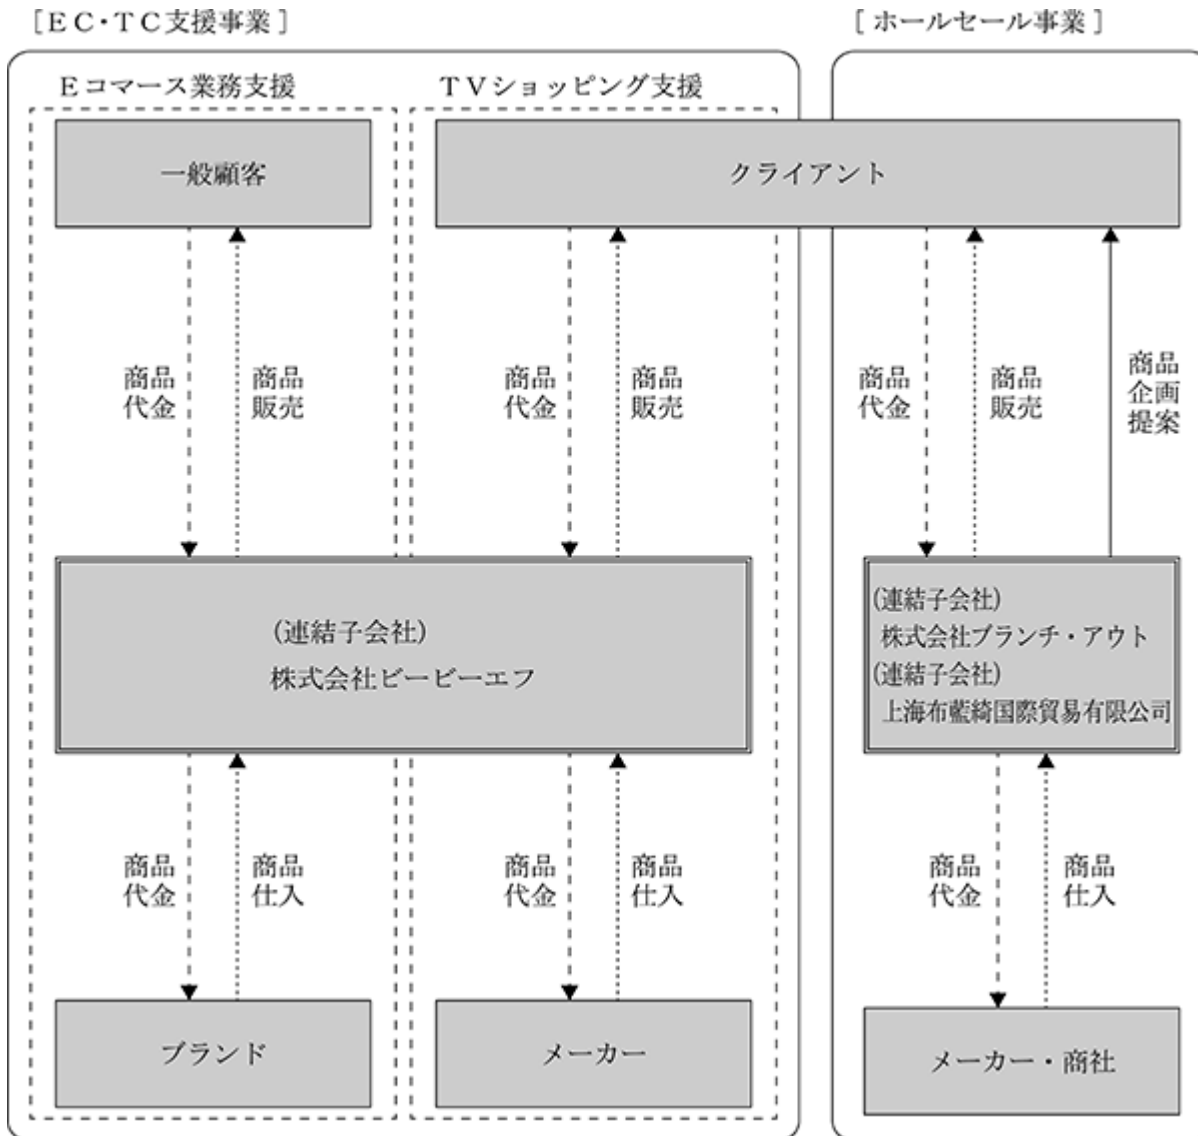 [ＥＣ・ＴＣ支援事業]
[ホールセール事業]
Ｅコマース業務支援
ＴＶショッピング支援
一般顧客
クライアント
商品
代金
商品
販売
商品
代金
商品
販売
商品
代金
商品
販売
商品
企画
提案
(連結子会社)
株式会社ビービーエフ
(連結子会社)
株式会社ブランチ・アウト
(連結子会社)
上海布藍綺国際貿易有限公司
商品
代金
商品
仕入
商品
代金
商品
仕入
商品
代金
商品
仕入
ブランド
メーカー
メーカー・商社